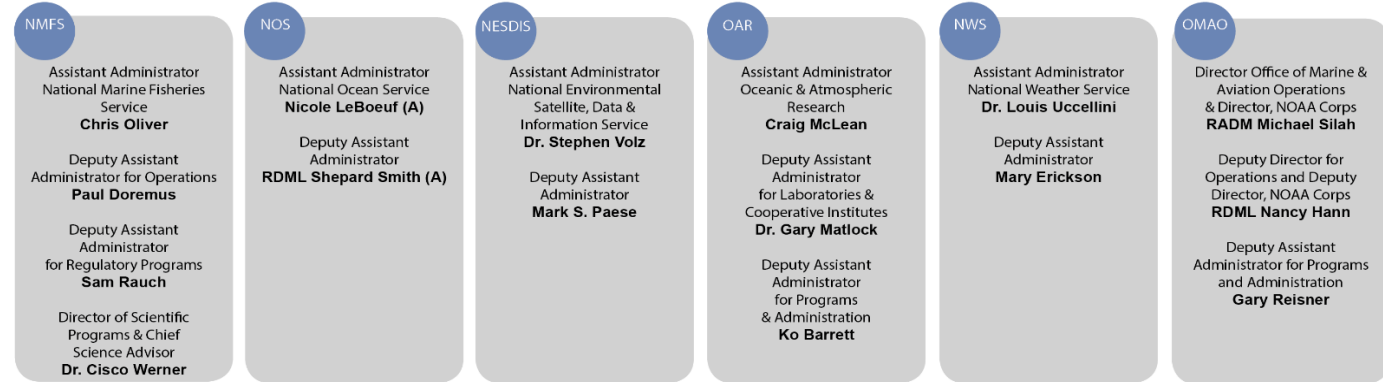 NMFS
Assistant Administrator
National Marine Fisheries
Service
Chris Oliver
Deputy Assistant
Administrator for Operations
Paul Doremus
Deputy Assistant
Administrator
for Regulatory Programs
Sam Rauch
Director of Scientific
Programs & Chief
Science Advisor
Dr. Cisco Werner
NOS
Assistant Administrator
National Ocean Service
Nicole LeBoeuf (A)
Deputy Assistant
Administrator
RDML Shepard Smith (A)
NESDIS
Assistant Administrator
National Environmental
Satellite, Data &
Information Service
Dr. Stephen Volz
Deputy Assistant
Administrator
Mark S. Paese
OAR
Assistant Administrator
Oceanic & Atmospheric
Research
Craig McLean
Deputy Assistant
Administrator
for Laboratories &
Cooperative Institutes
Dr. Gary Matlock
Deputy Assistant
Administrator
for Programs
& Administration
Ko Barrett
NWS
Assistant Administrator
National Weather Service
Dr. Louis Uccellini
Deputy Assistant
Administrator
Mary Erickson
OMAO
Director Office of Marine &
Aviation Operations
& Director, NOAA Corps
RADM Michael Silah
Deputy Director for
Operations and Deputy
Director, NOAA Corps
RDML Nancy Hann
Deputy Assistant
Administrator for Programs
and Administration
Gary Reisner